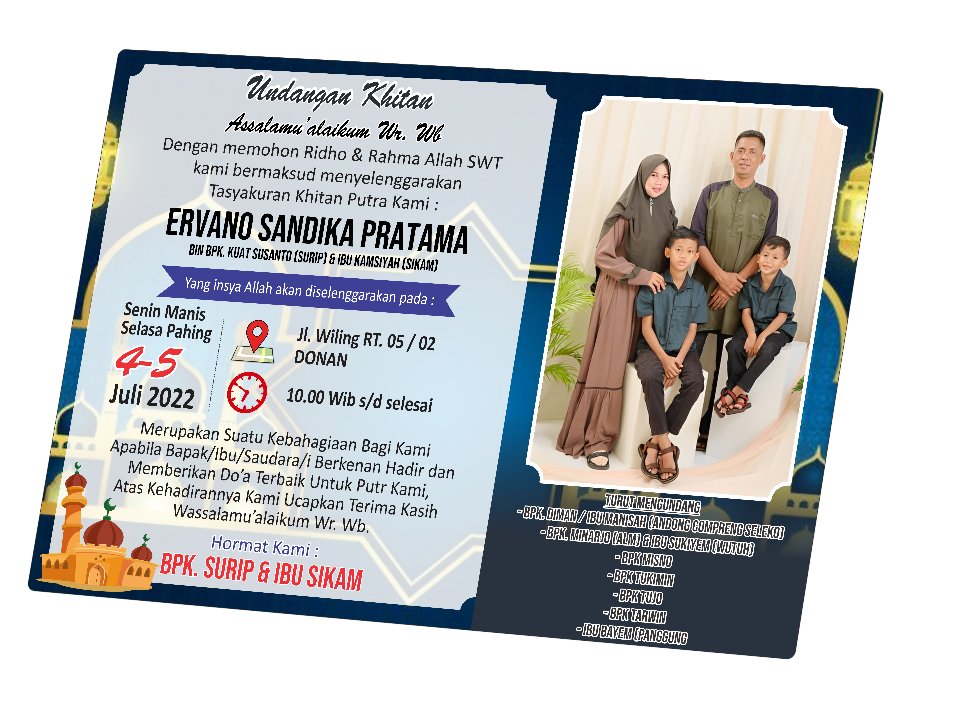 Undangan Khitan
Assalamu'alaikum Wr. Wb
Dengan memohon Ridho & Rahma Allah SWT
kami bermaksud menyelenggarakan
Tasyakuran Khitan Putra Kami :
ERVANO SANDIKA PRATAMA
BIN BPK. KUAT SUSANTO (SURIP) & IBU KAMSIYAH (SIKAM)
Yang insya Allah akan diselenggarakan pada :
Senin Manis
Selasa Pahing
4-5
Juli 2022
Jl. Wiling RT. 05 / 02
DONAN
10.00 Wib s/d selesai
Merupakan Suatu Kebahagiaan Bagi Kami
Apabila Bapak/Ibu/Saudara/i Berkenan Hadir dan
Memberikan Do'a Terbaik Untuk Putr Kami,
Atas Kehadirannya Kami Ucapkan Terima Kasih
Wassalamu'alaikum Wr. Wb.
Hormat Kami :
BPK. SURIP & IBU SIKAM
TURUT MENGUNDANG
- BPK. DIMAN / IBU MANISAH (ANDONG COMPRENG SELEKO)
- BPK. MINARJO (ALM) & IBU SUKIYEM (WUTUH)
- BPK MISNO
- BPK TUKIMIN
- BPK TUJO
- BPK TARWIN
- IBU BAYEM (PANGGUNG